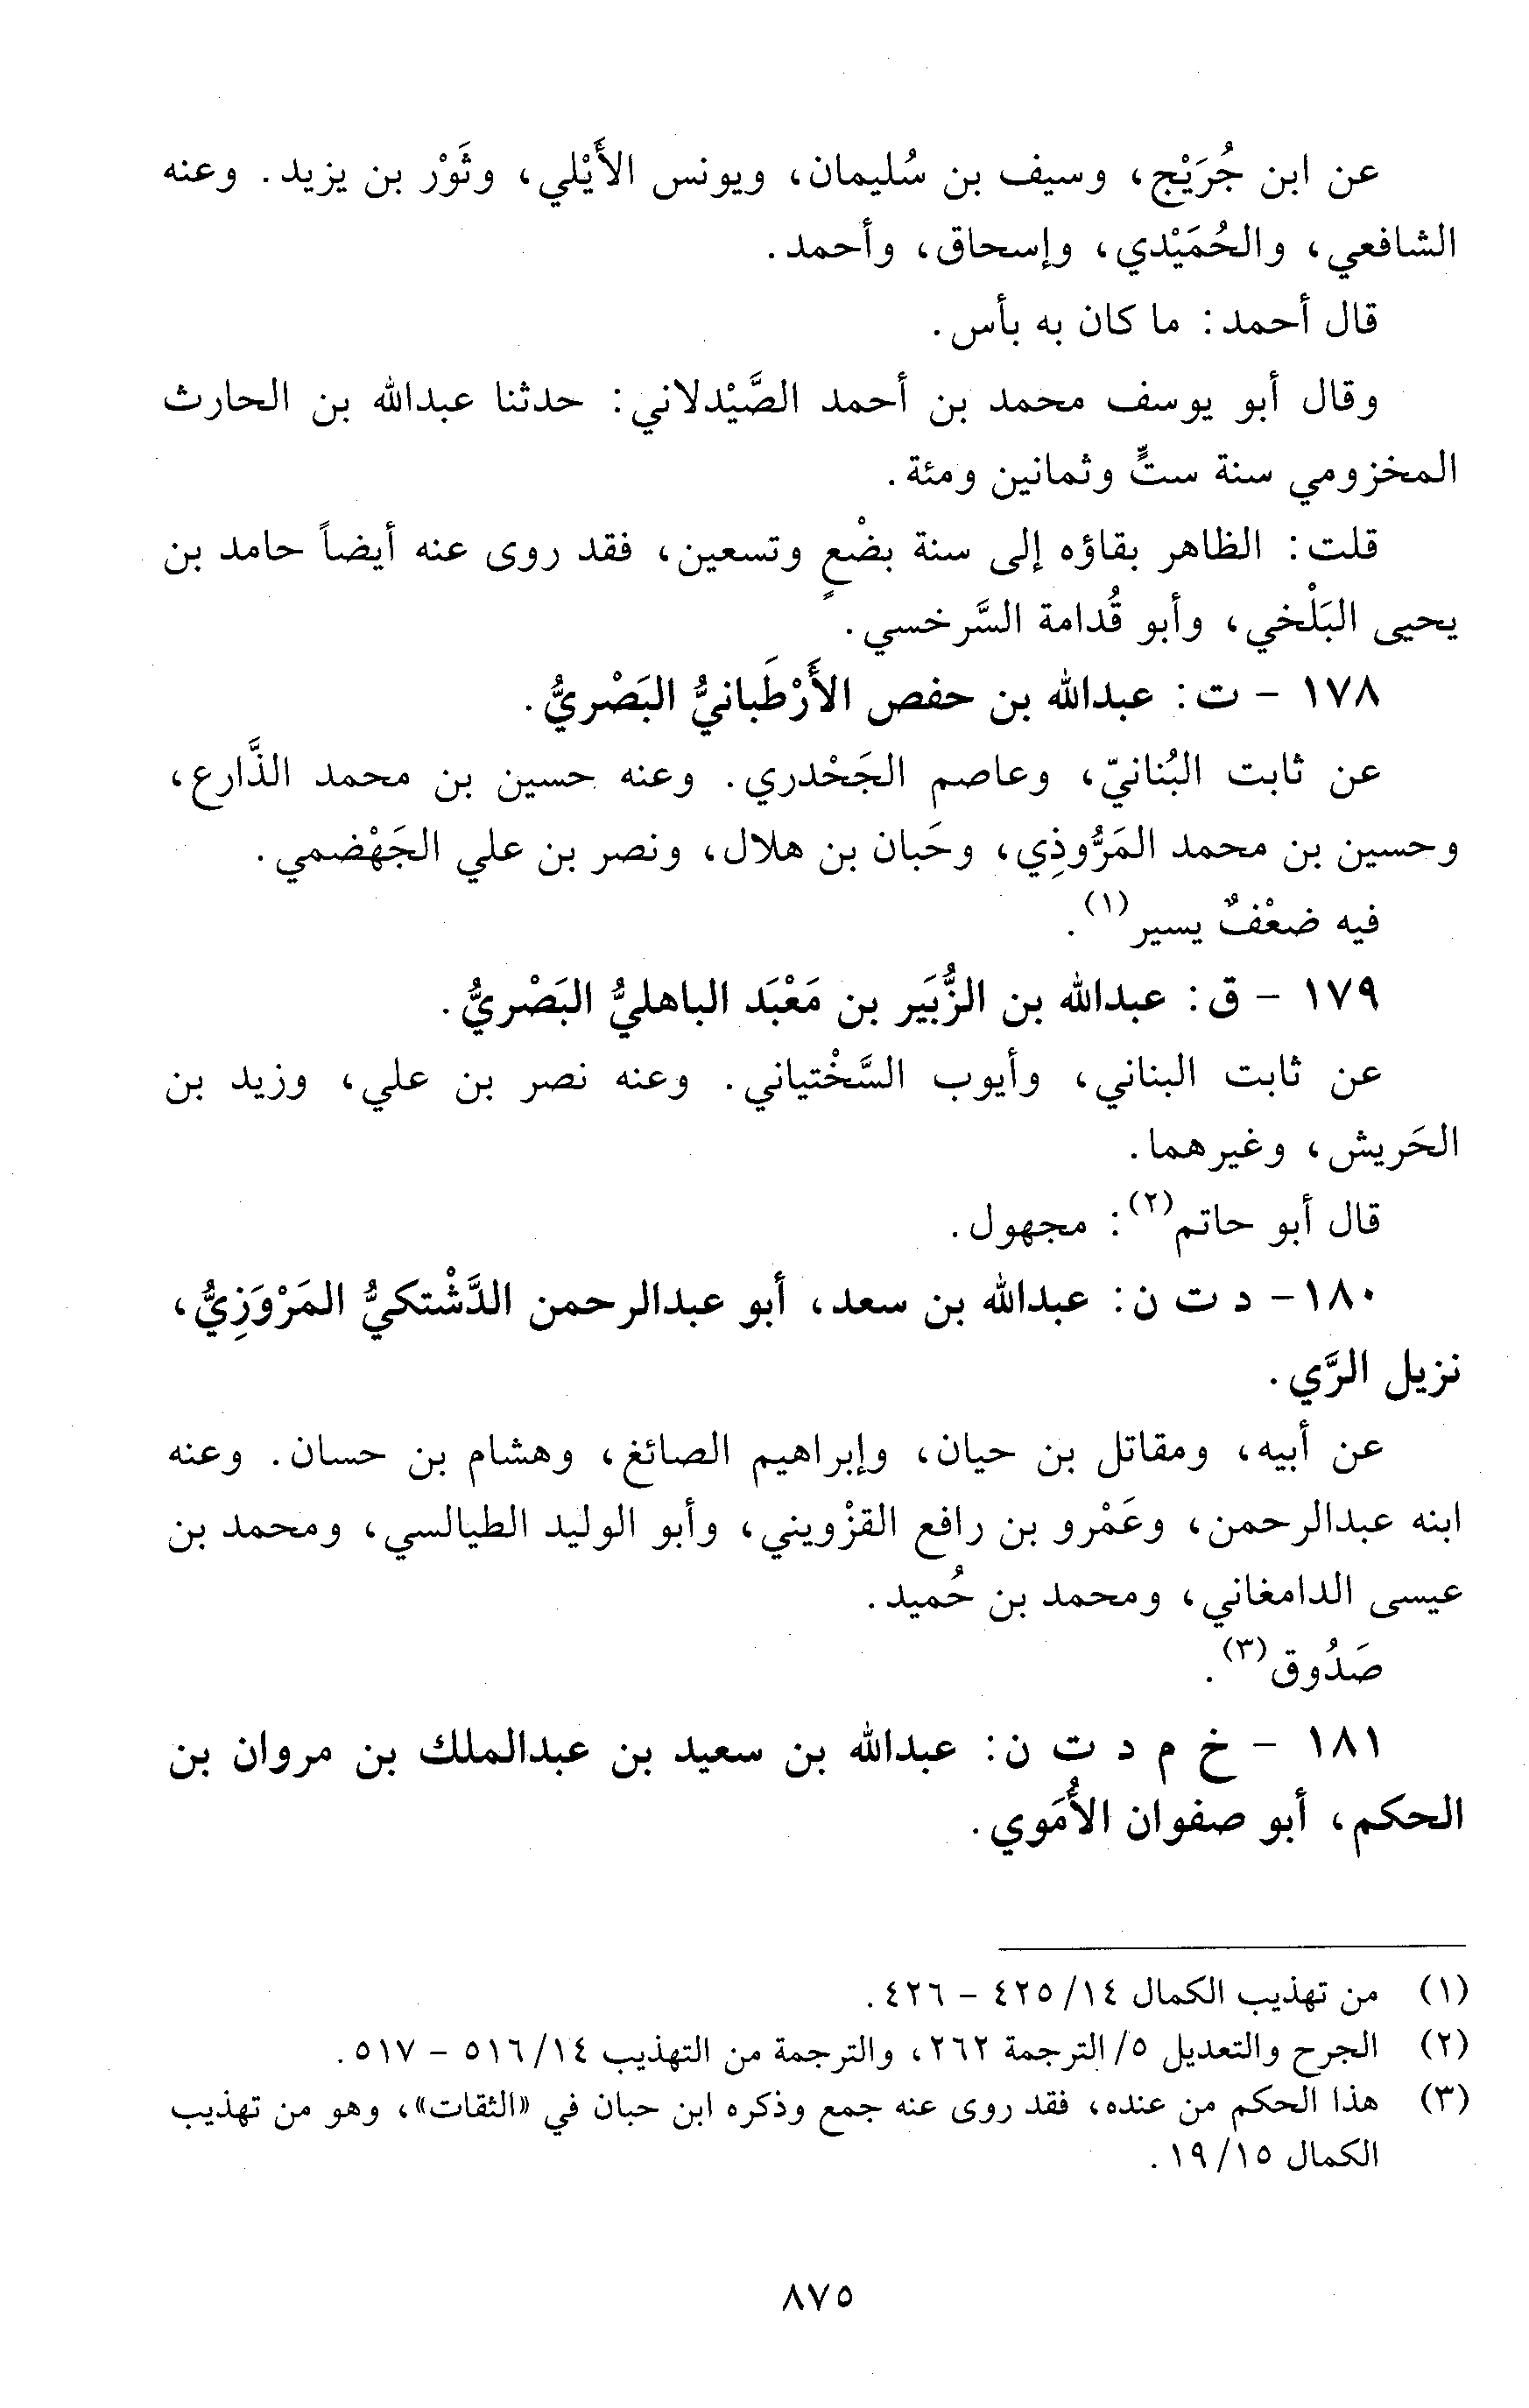 عن ابن جُرَيْج، وسيف بن سُليمان، ويونس الأَيْلي، وثَوْر بن يزيد. وعنه
الشافعي، والحُمَيْدي، وإسحاق، وأحمد.
قال أحمد: ما كان به بأس.
وقال أبو يوسف محمد بن أحمد الصَّيْدلاني: حدثنا عبدالله بن الحارث
المخزومي سنة ستٍّ وثمانين ومئة.
قلت: الظاهر بقاؤه إلى سنة بضْعٍ وتسعين، فقد روى عنه أيضاً حامد بن
يحيى البَلْخي، وأبو قُدامة السَّرخسي.
١٧٨ - ت: عبدالله بن حفص الأَرْطَبانيُّ البَصْريُّ.
عن ثابت البُنانيّ، وعاصم الجَحْدري. وعنه حسين بن محمد الذَّارع،
وحسين بن محمد المَرُّوذِي، وحَبان بن هلال، ونصر بن علي الجَهْضمي.
فيه ضعْفٌ يسير(١).
١٧٩ - ق: عبدالله بن الزُّبَير بن مَعْبَد الباهليُّ البَصْريُّ.
عن ثابت البناني، وأيوب السَّخْتياني. وعنه نصر بن علي، وزيد بن
الحَريش، وغيرهما.
قال أبو حاتم(٢): مجهول.
١٨٠- د ت ن: عبدالله بن سعد، أبو عبدالرحمن الدَّشْتكيُّ المَرْوَزِيُّ،
نزيل الرَّي.
عن أبيه، ومقاتل بن حيان، وإبراهيم الصائغ، وهشام بن حسان. وعنه
ابنه عبدالرحمن، وعَمْرو بن رافع القزْويني، وأبو الوليد الطيالسي، ومحمد بن
عيسى الدامغاني، ومحمد بن حُميد.
صَدُوق(٣).
١٨١ - خ م د ت ن: عبدالله بن سعيد بن عبدالملك بن مروان بن
الحكم، أبو صفوان الأُمَوي.
(١) من تهذيب الكمال ١٤/ ٤٢٥ - ٤٢٦.
(٢) الجرح والتعديل ٥/ الترجمة ٢٦٢، والترجمة من التهذيب ١٤/ ٥١٦ - ٥١٧.
(٣) هذا الحكم من عنده، فقد روى عنه جمع وذكره ابن حبان في «الثقات»، وهو من تهذيب
الكمال ١٥/ ١٩.
٨٧٥